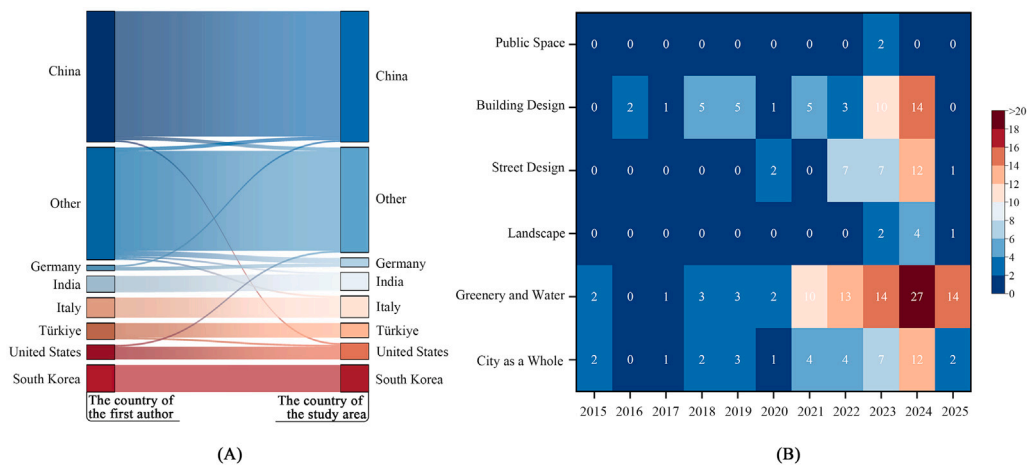 China
Other
Germany
India
Italy
Türkiye
United States
South Korea
The country of
the first author
China
Other
Germany
India
Italy
Türkiye
United States
South Korea
The country of
the study area
(A)
Public Space 0 0 0 0 0 0 0 0 2 0 0
Building Design 0 2 1 5 5 1 5 3 10 14 0
Street Design 0 0 0 0 0 2 0 7 7 12 1
Landscape 0 0 0 0 0 0 0 0 2 4 1
Greenery and Water 2 0 1 3 3 2 10 13 14 27 14
City as a Whole 2 0 1 2 3 1 4 4 7 12 2
2015 2016 2017 2018 2019 2020 2021 2022 2023 2024 2025
>20
18
16
14
12
10
8
6
4
2
0
(B)